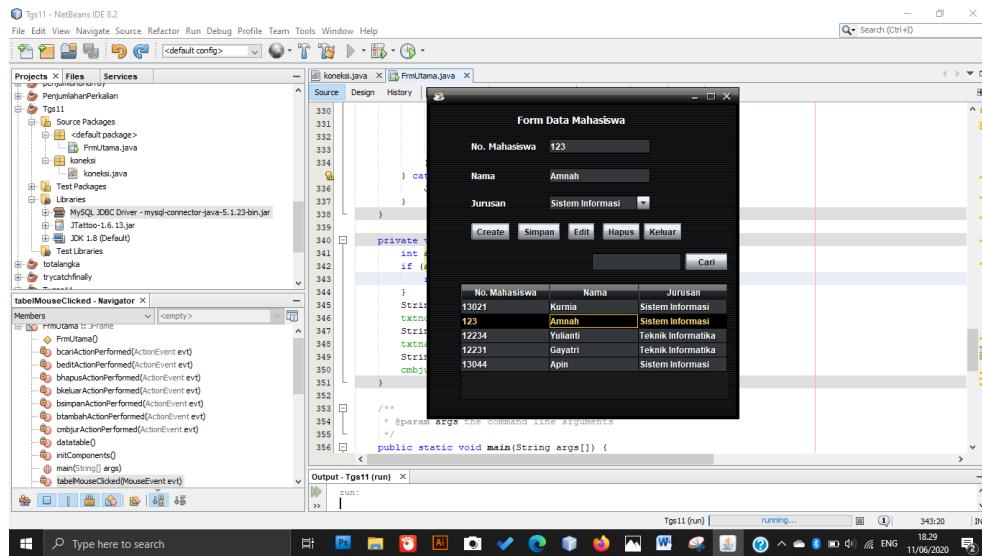 Tgs11 - NetBeans IDE 8.2
File Edit View Navigate Source Refactor Run Debug Profile Team Tools Window Help
Search (Ctrl+I)
<default config>
Projects Files Services
PenjumlahanPerkalian
Tgs11
Source Packages
<default package>
FrmUtama.java
koneksi
koneksi.java
Test Packages
Libraries
MySQL JDBC Driver - mysql-connector-java-5.1.23-bin.jar
JTattoo-1.6.13.jar
JDK 1.8 (Default)
Test Libraries
totalangka
trycatchfinally
tabelMouseClicked - Navigator
Members <empty>
FrmUtama :: JFrame
FrmUtama()
bcariActionPerformed(ActionEvent evt)
beditActionPerformed(ActionEvent evt)
bhapusActionPerformed(ActionEvent evt)
bkeluarActionPerformed(ActionEvent evt)
bsimpanActionPerformed(ActionEvent evt)
btambahActionPerformed(ActionEvent evt)
cmbjurActionPerformed(ActionEvent evt)
datatable()
initComponents()
main(String[] args)
tabelMouseClicked(MouseEvent evt)
koneksi.java FrmUtama.java
Source Design History
330
331
332
333
334
} cat
336
337 }
338 }
339
340 private v
341 int
342 if (
343
344 }
345 Strin
346 txtno
347 Strin
348 txtna
349 Strin
350 cmbju
351 }
352
353 /**
354 * @param args the command line arguments
355 */
356 public static void main(String args[]) {
Form Data Mahasiswa
No. Mahasiswa 123
Nama Amnah
Jurusan Sistem Informasi
Create Simpan Edit Hapus Keluar
Cari
No. Mahasiswa Nama Jurusan
13021 Kurnia Sistem Informasi
123 Amnah Sistem Informasi
12234 Yulianti Teknik Informatika
12231 Gayatri Teknik Informatika
13044 Apin Sistem Informasi
Output - Tgs11 (run)
run:
Tgs11 (run) running... 343:20
Type here to search
ENG
18.29
11/06/2020